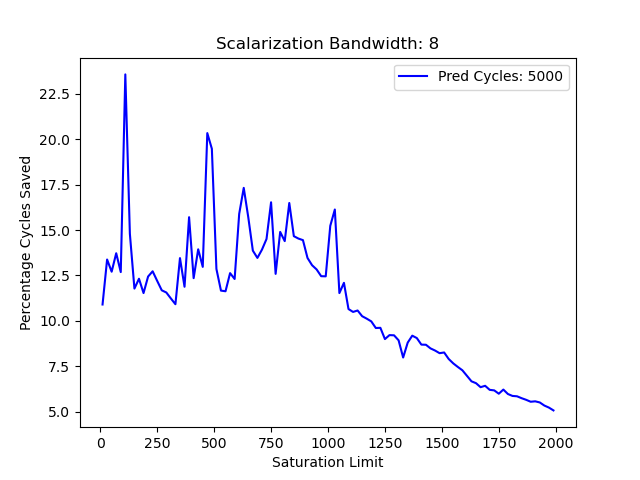 Scalarization Bandwidth: 8
Pred Cycles: 5000
Percentage Cycles Saved
22.5
20.0
17.5
15.0
12.5
10.0
7.5
5.0
0 250 500 750 1000 1250 1500 1750 2000
Saturation Limit